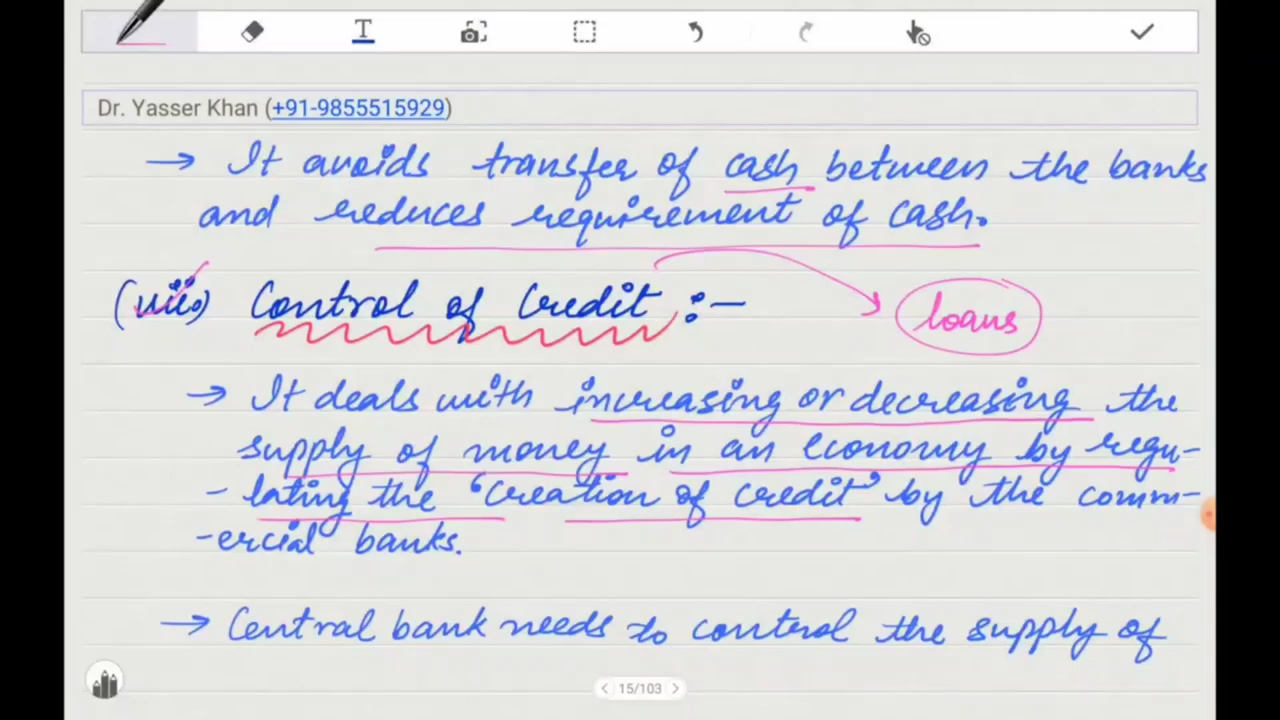 T
Dr. Yasser Khan (+91-9855515929)
→ It avoids transfer of cash between the banks
and reduces requirement of cash.
(vii) Control of Credit :-
loans
→ It deals with increasing or decreasing the
supply of money in an economy by regu-
-lating the 'Creation of Credit' by the comm-
-ercial banks.
→ Central bank needs to control the supply of
< 15/103 >